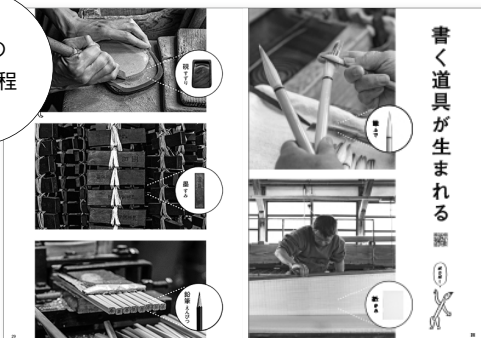 書く道具が生まれる
筆 ふで
紙 かみ
硯 すずり
墨 すみ
鉛筆 えんぴつ
の
程